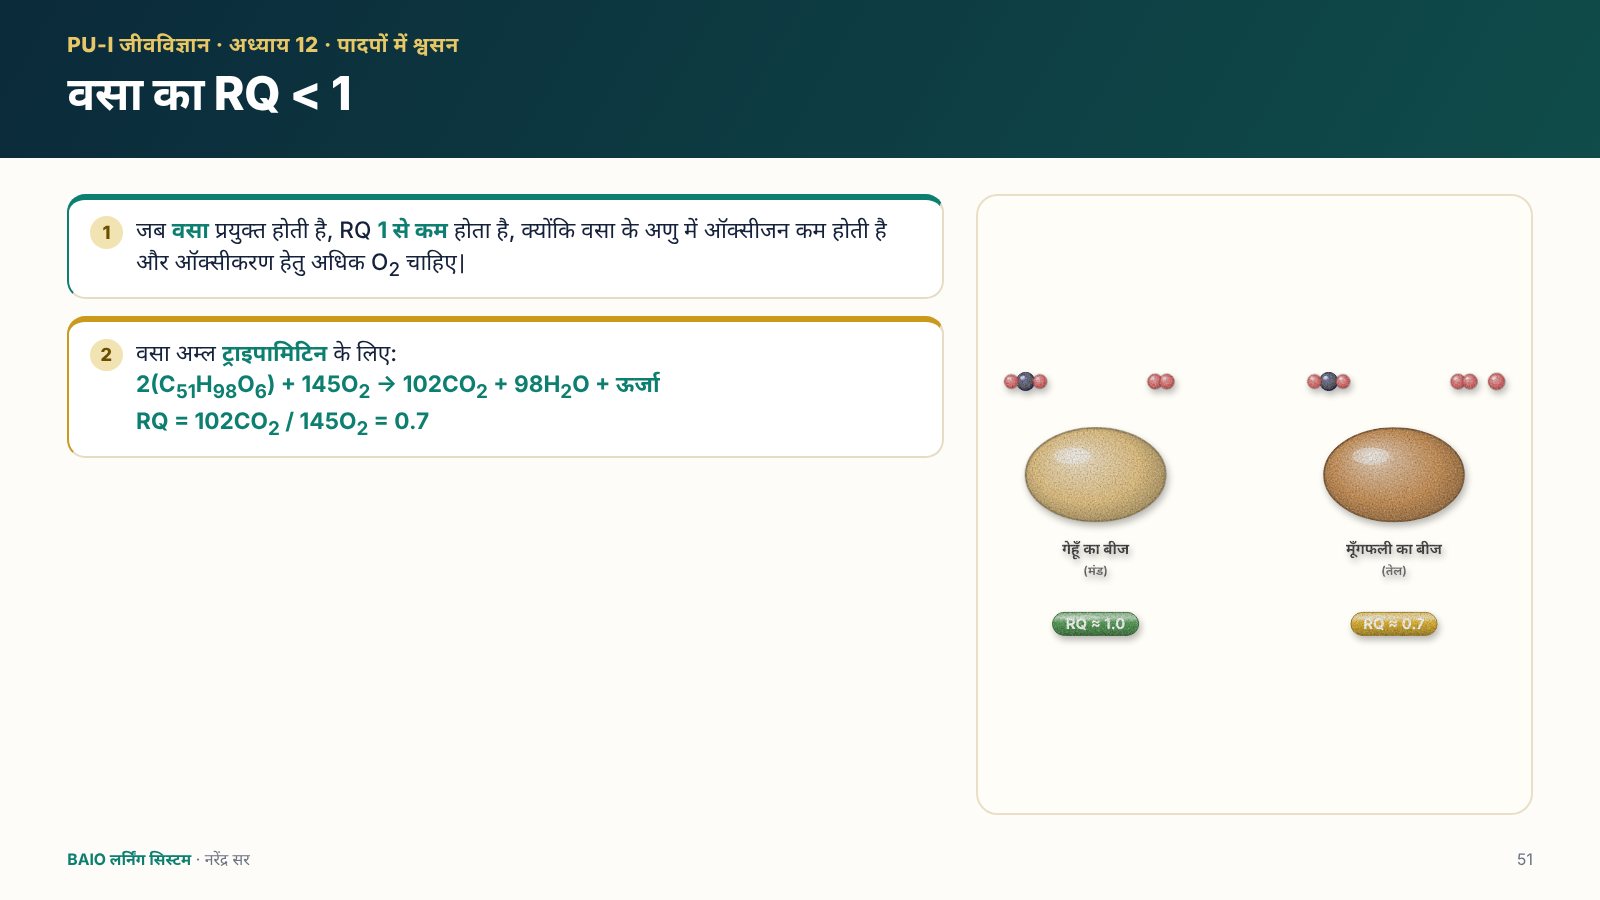 PU-I जीवविज्ञान · अध्याय 12 · पादपों में श्वसन
वसा का RQ < 1
1
जब वसा प्रयुक्त होती है, RQ 1 से कम होता है, क्योंकि वसा के अणु में ऑक्सीजन कम होती है
और ऑक्सीकरण हेतु अधिक O₂ चाहिए|
2
वसा अम्ल ट्राइपामिटिन के लिए:
2(C₅₁H₉₈O₆) + 145O₂ → 102CO₂ + 98H₂O + ऊर्जा
RQ = 102CO₂ / 145O₂ = 0.7
गेहूँ का बीज
(मंड)
RQ ≈ 1.0
मूँगफली का बीज
(तेल)
RQ ≈ 0.7
BAIO लर्निंग सिस्टम · नरेंद्र सर
51